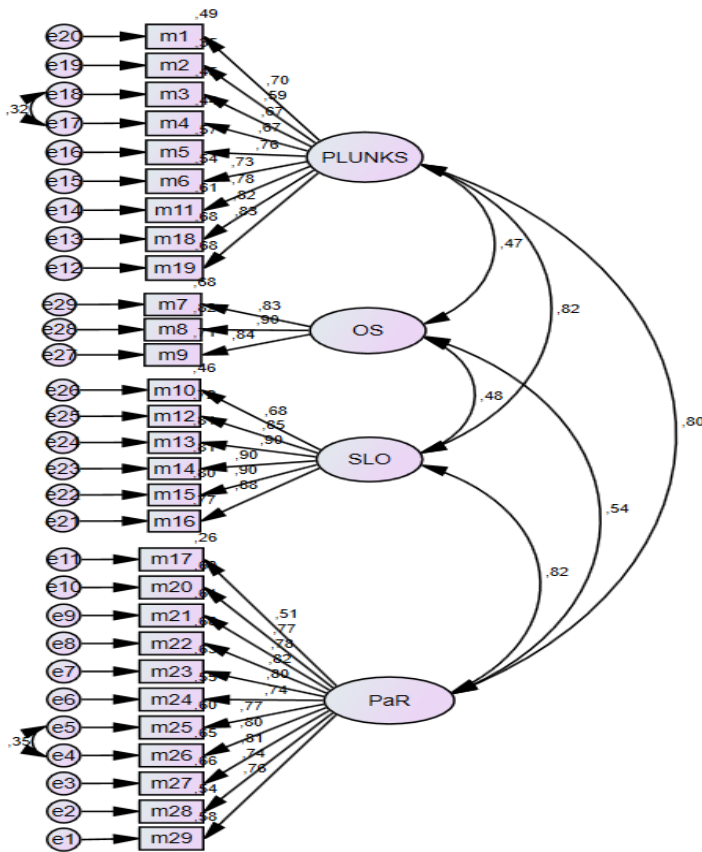 ,49
e20 m1
e19 m2
,70
e18 m3
,59
,32
,67
e17 m4
,67
,57
e16 m5
,76
PLUNKS
,54
,73
e15 m6
,78
,61
e14 m11
,82
,68
,83
e13 m18
,68
,47
e12 m19
,68
e29 m7
,83
,82
,90
,82
e28 m8
OS
,84
e27 m9
,46
e26 m10
,48
,68
e25 m12
,85
,80
e24 m13
,90
,81
,90
SLO
e23 m14
,90
,80
e22 m15
,88
,77
,54
e21 m16
,26
e11 m17
,82
e10 m20
,51
e9 m21
,77
,78
e8 m22
,82
e7 m23
,80
,55
,74
e6 m24
PaR
,60
,77
e5 m25
,80
,65
,35
,81
e4 m26
,66
,74
e3 m27
,76
,54
e2 m28
,58
e1 m29